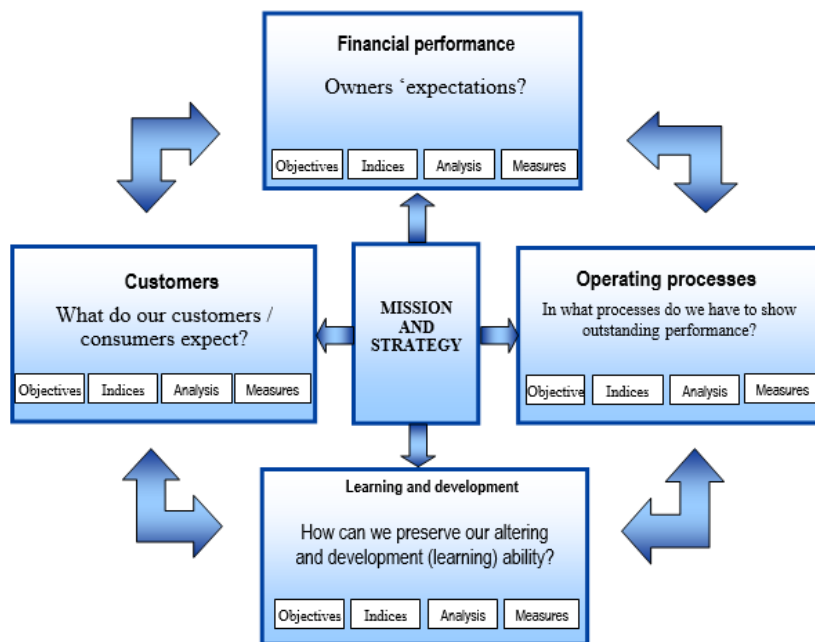 Financial performance
Owners ‘expectations?
Objectives Indices Analysis Measures
Customers
What do our customers /
consumers expect?
Objectives Indices Analysis Measures
MISSION
AND
STRATEGY
Operating processes
In what processes do we have to show
outstanding performance?
Objective Indices Analysis Measures
Learning and development
How can we preserve our altering
and development (learning) ability?
Objectives Indices Analysis Measures